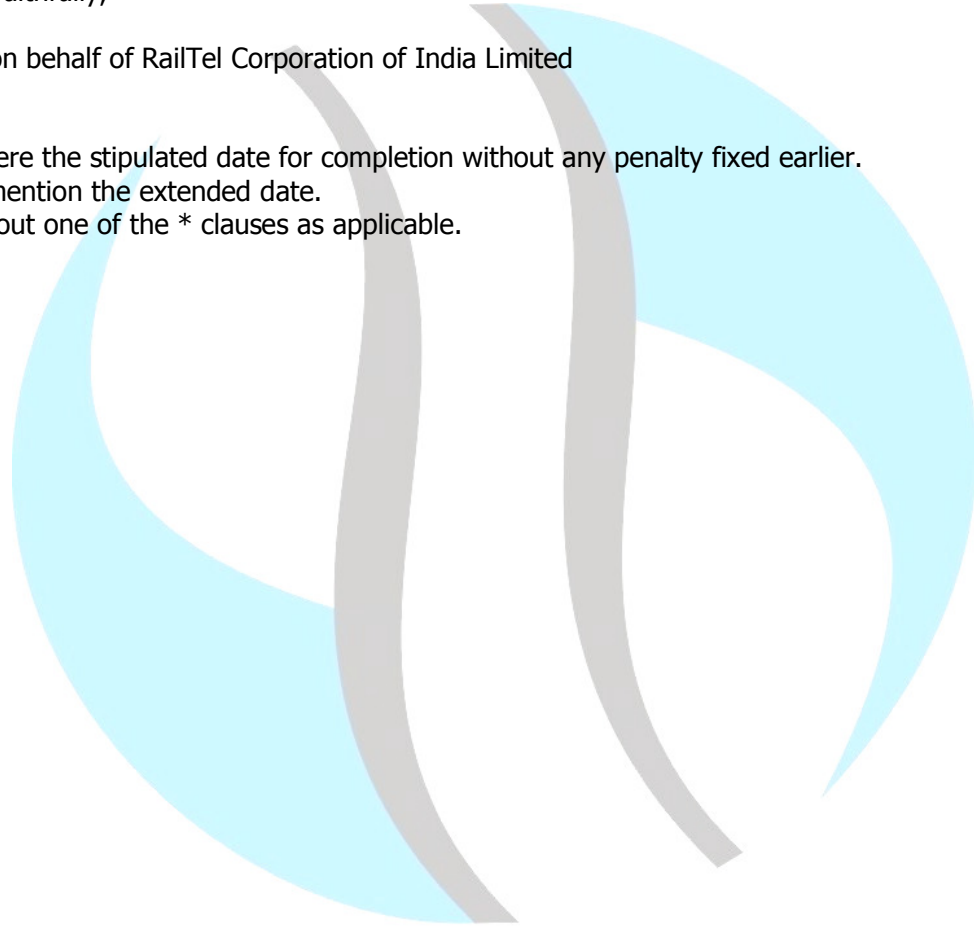 on behalf of RailTel Corporation of India Limited
ere the stipulated date for completion without any penalty fixed earlier.
mention the extended date.
out one of the * clauses as applicable.